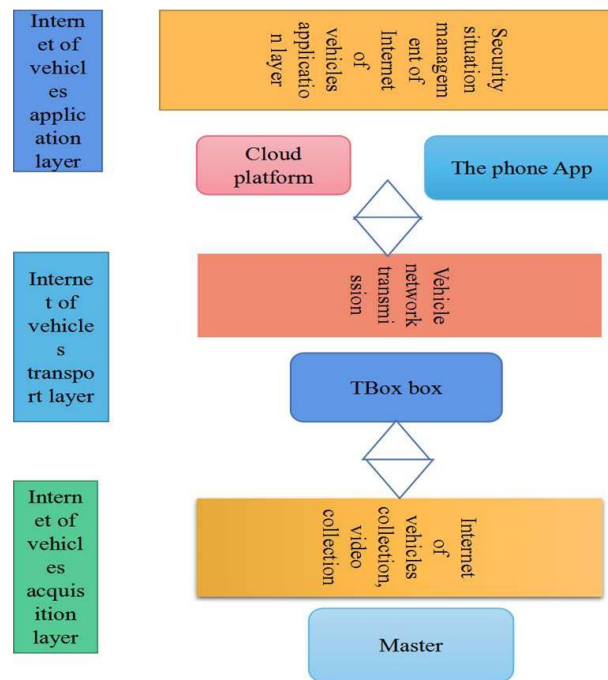 Intern
et of
vehicl
es
applic
ation
layer
Security
situation
managem
ent of
Internet
of
vehicles
applicatio
n layer
Cloud
platform
The phone App
Interne
t of
vehicle
s
transpo
rt layer
Vehicle
network
transmi
ssion
TBox box
Intern
et of
vehicl
es
acquis
ition
layer
Internet
of
vehicles
collection,
video
collection
Master